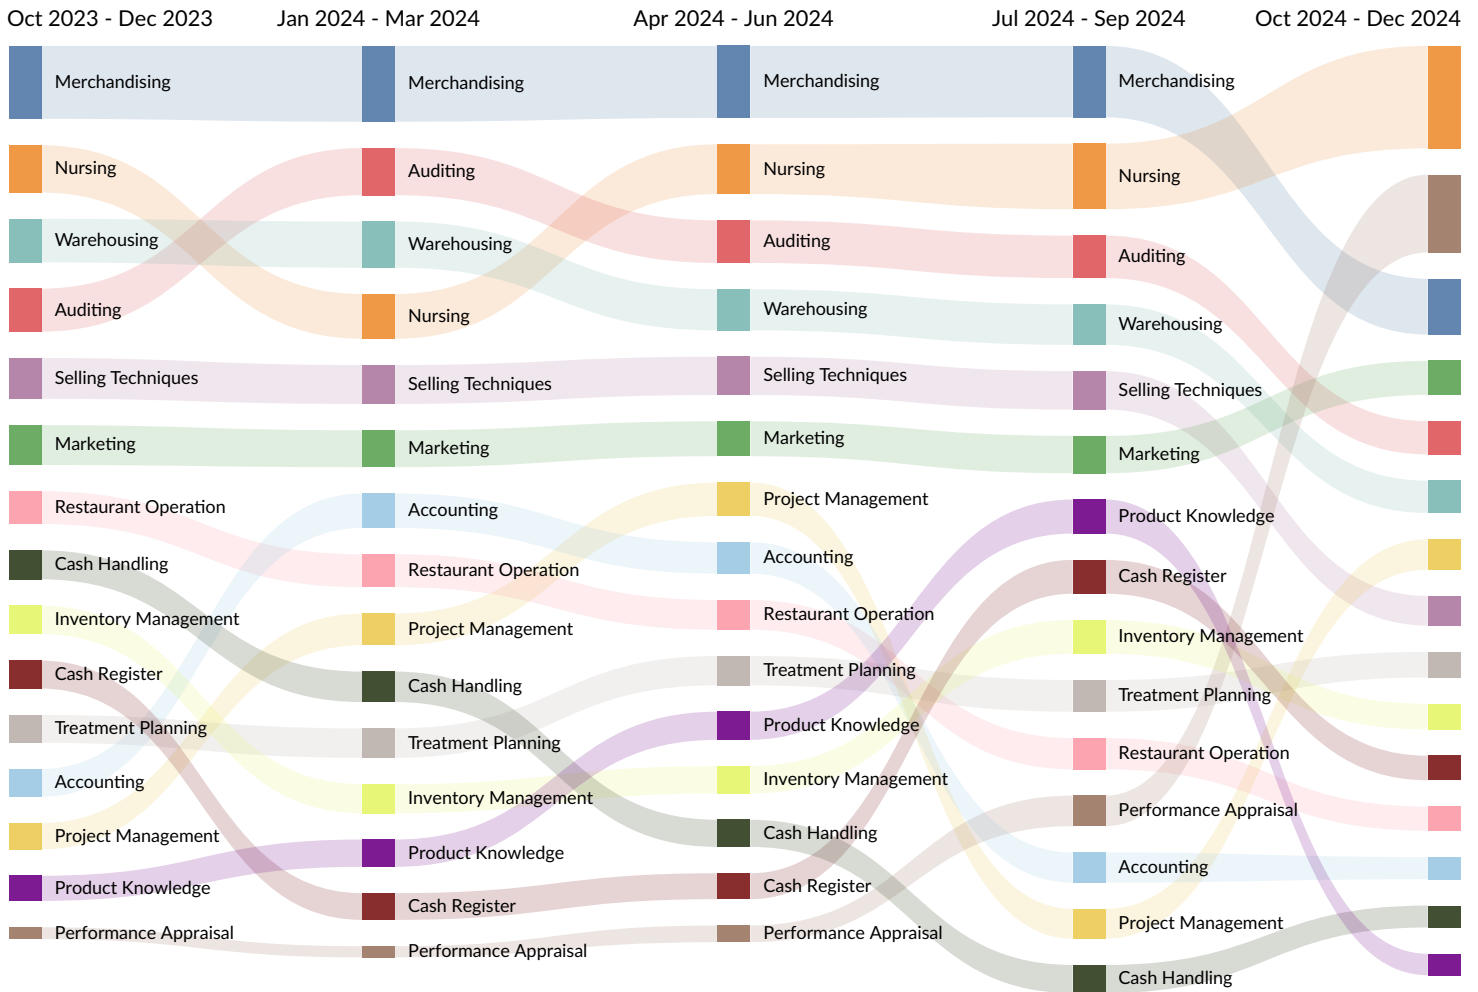 Oct 2023 - Dec 2023
Jan 2024 - Mar 2024
Apr 2024 - Jun 2024
Jul 2024 - Sep 2024
Oct 2024 - Dec 2024
Merchandising
Nursing
Warehousing
Auditing
Selling Techniques
Marketing
Restaurant Operation
Cash Handling
Inventory Management
Cash Register
Treatment Planning
Accounting
Project Management
Product Knowledge
Performance Appraisal
Merchandising
Auditing
Warehousing
Nursing
Selling Techniques
Marketing
Accounting
Restaurant Operation
Project Management
Cash Handling
Treatment Planning
Inventory Management
Product Knowledge
Cash Register
Performance Appraisal
Merchandising
Nursing
Auditing
Warehousing
Selling Techniques
Marketing
Project Management
Accounting
Restaurant Operation
Treatment Planning
Product Knowledge
Inventory Management
Cash Handling
Cash Register
Performance Appraisal
Merchandising
Nursing
Auditing
Warehousing
Selling Techniques
Marketing
Product Knowledge
Cash Register
Inventory Management
Treatment Planning
Restaurant Operation
Performance Appraisal
Accounting
Project Management
Cash Handling